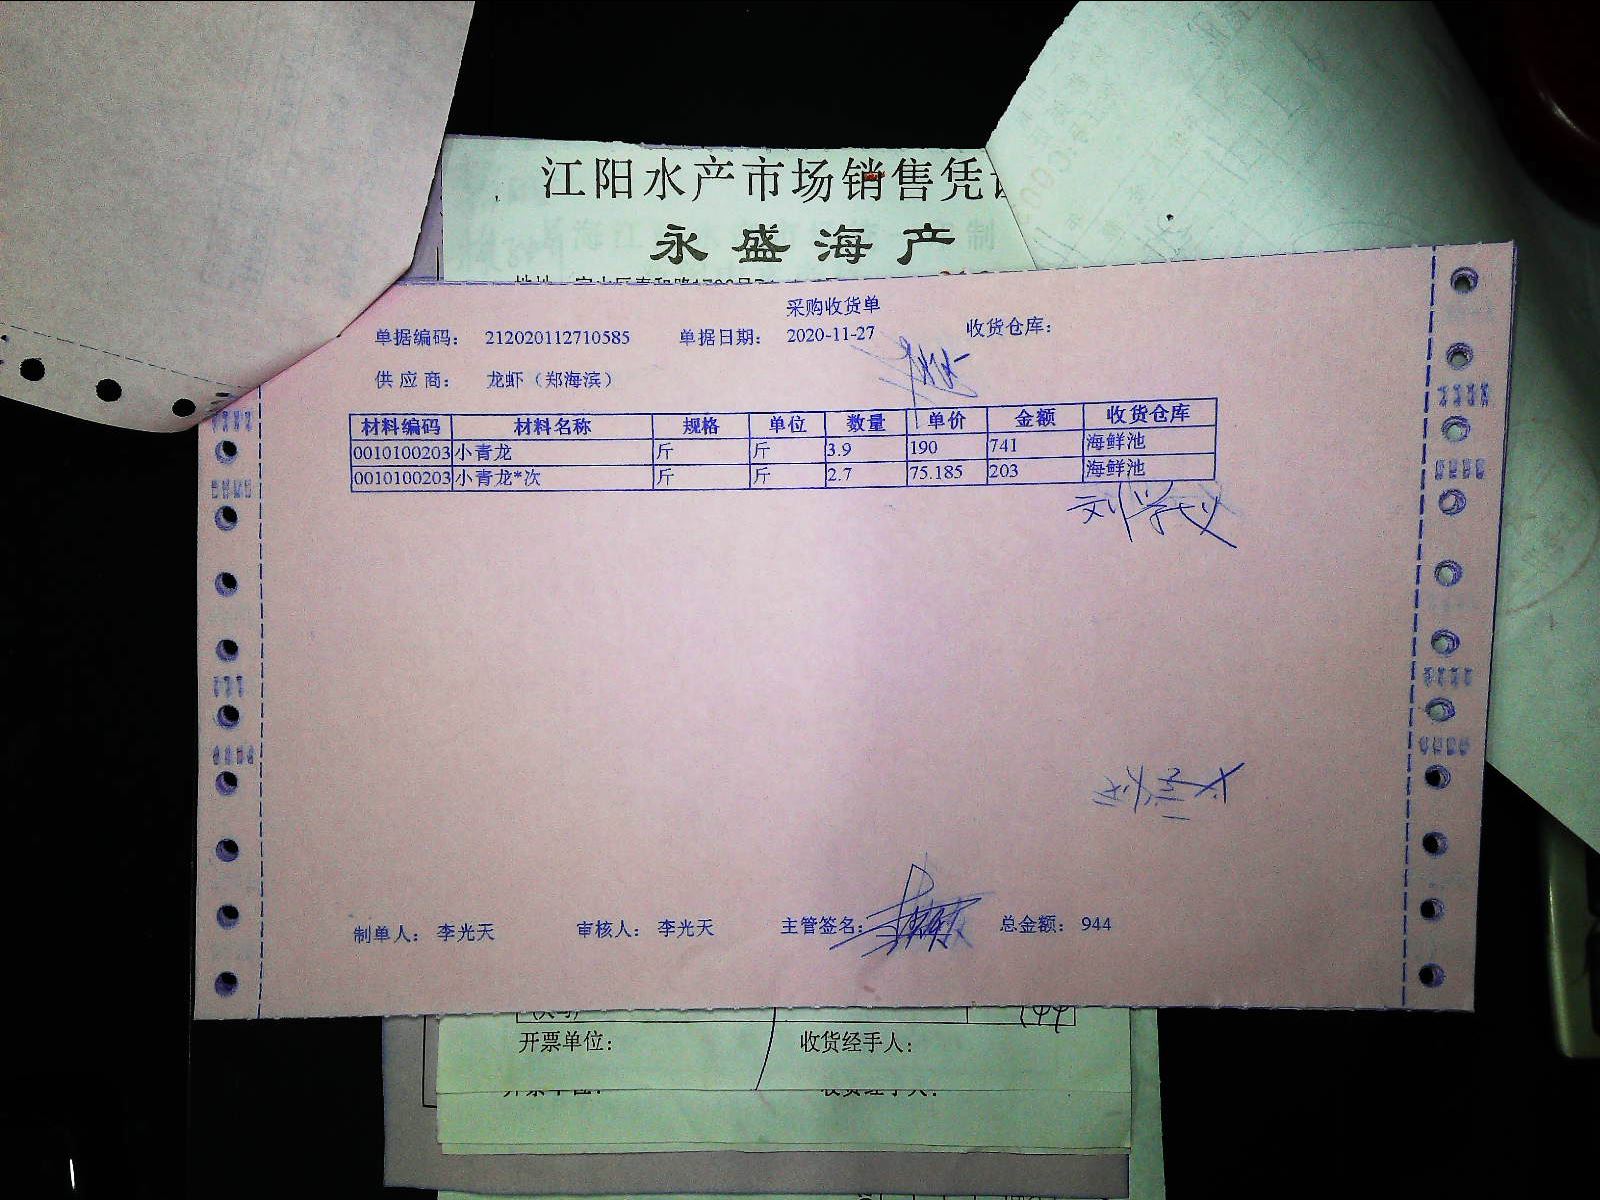 江阳水产市场销售凭
永盛海产
采购收货单
单据编码： 212020112710585 单据日期： 2020-11-27 收货仓库：
供应商： 龙虾（郑海滨）
材料编码 材料名称 规格 单位 数量 单价 金额 收货仓库
0010100203 小青龙 斤 斤 3.9 190 741 海鲜池
0010100203 小青龙*次 斤 斤 2.7 75.185 203 海鲜池
制单人： 李光天 审核人： 李光天 主管签名： 总金额： 944
开票单位： 收货经手人：